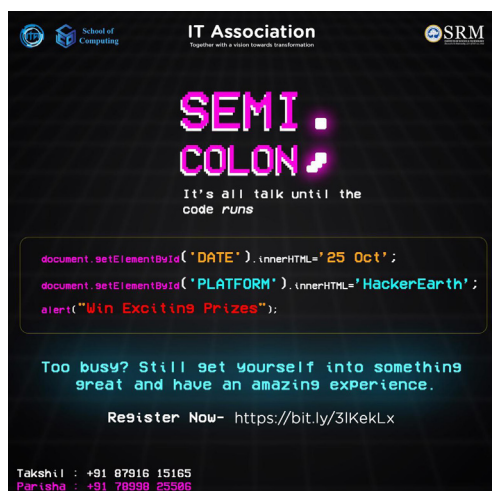 School of
Computing
IT Association
Together with a vision towards transformation
SRM
SEMI.
COLON;
It's all talk until the
code runs
document.getElementById('DATE').innerHTML='25 Oct';
document.getElementById('PLATFORM').innerHTML='HackerEarth';
alert("Win Exciting Prizes");
Too busy? Still get yourself into something
great and have an amazing experience.
Register Now- https://bit.ly/3lKekLx
Takshil : +91 87916 15165
Parisha : +91 78998 25506